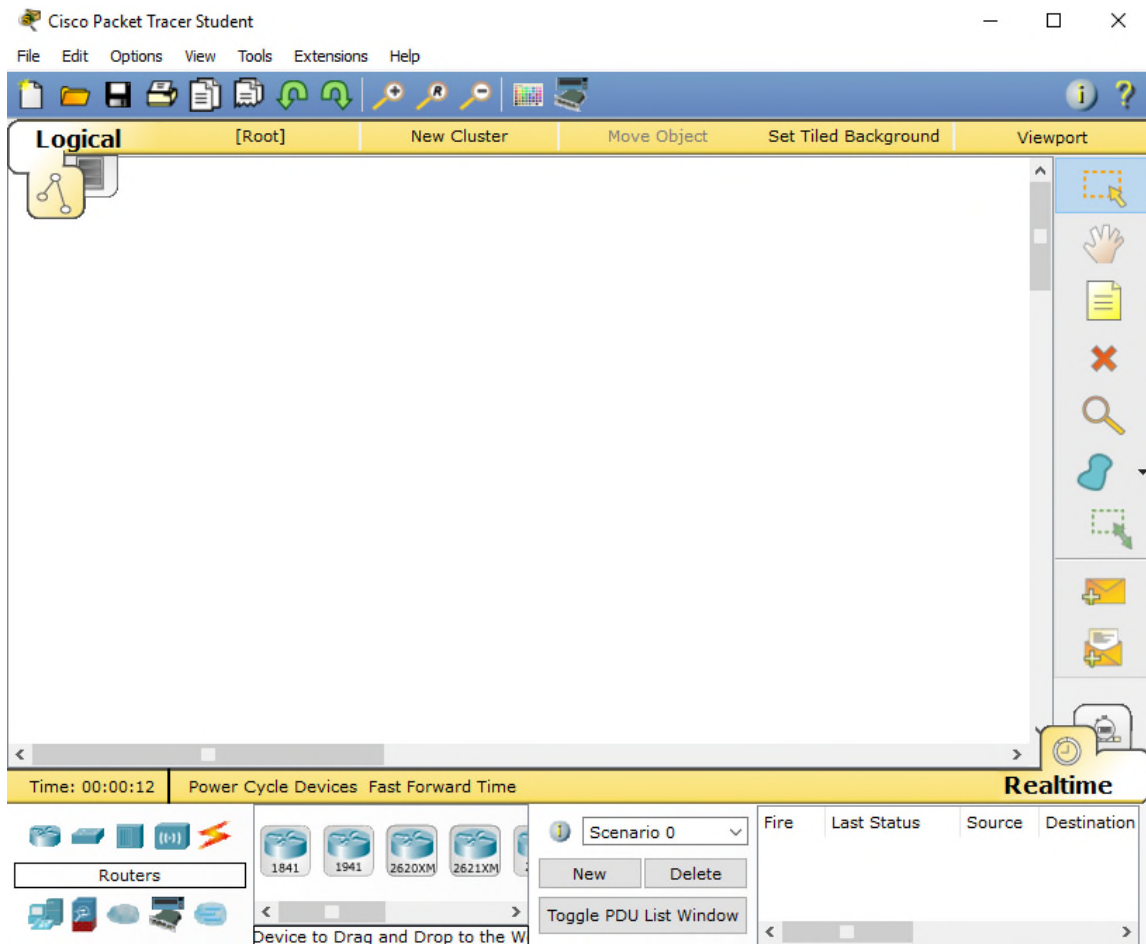 Cisco Packet Tracer Student
File Edit Options View Tools Extensions Help
Logical [Root] New Cluster Move Object Set Tiled Background Viewport
Time: 00:00:12 Power Cycle Devices Fast Forward Time Realtime
Routers
1841 1941 2620XM 2621XM
Device to Drag and Drop to the W
Scenario 0
New Delete
Toggle PDU List Window
Fire Last Status Source Destination